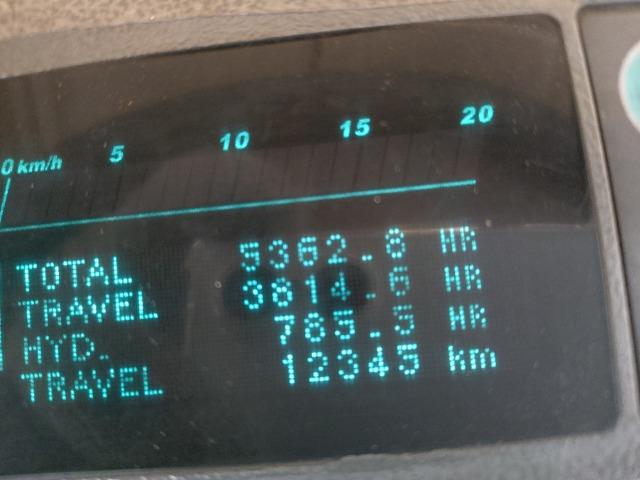 0 km/h 5 10 15 20
TOTAL 5362.8 HR
TRAVEL 3814.6 HR
HYD. 785.5 HR
TRAVEL 12345 km